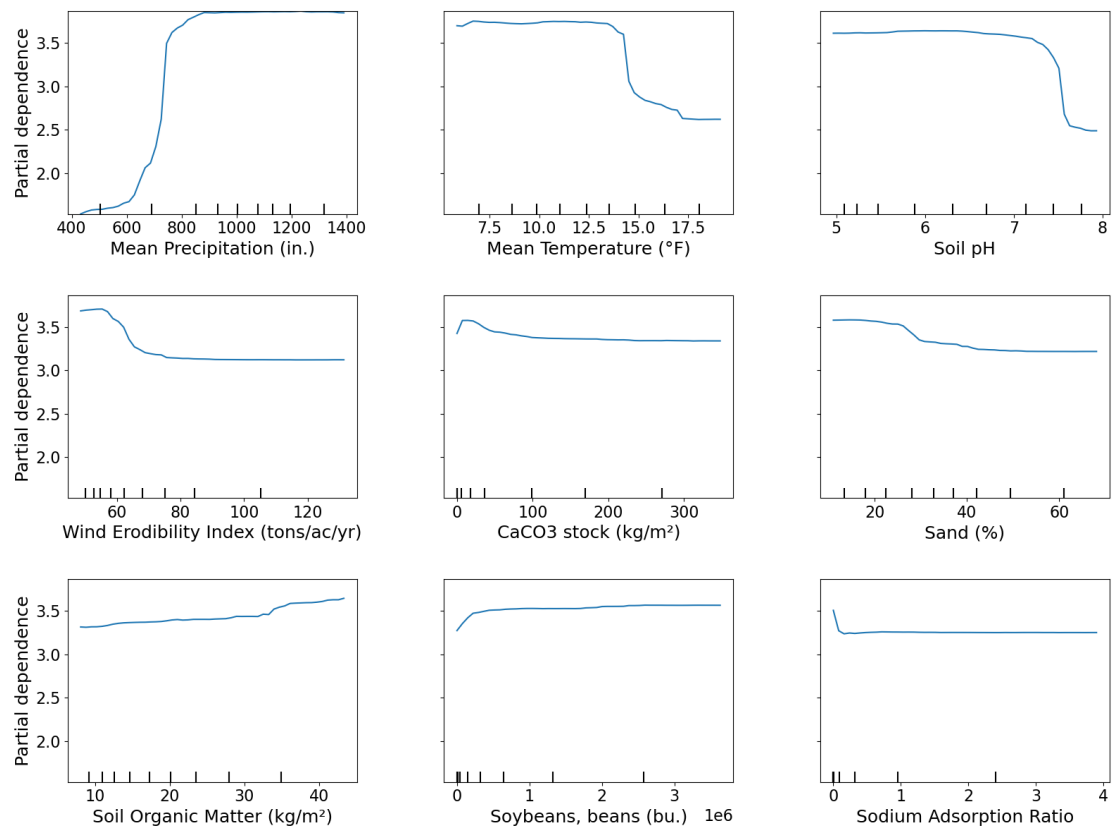 3.5
3.0
2.5
2.0
Partial dependence
400 600 800 1000 1200 1400
Mean Precipitation (in.)
7.5 10.0 12.5 15.0 17.5
Mean Temperature (°F)
5 6 7 8
Soil pH
3.5
3.0
2.5
2.0
Partial dependence
60 80 100 120
Wind Erodibility Index (tons/ac/yr)
0 100 200 300
CaCO3 stock (kg/m²)
20 40 60
Sand (%)
3.5
3.0
2.5
2.0
Partial dependence
10 20 30 40
Soil Organic Matter (kg/m²)
0 1 2 3
Soybeans, beans (bu.) 1e6
0 1 2 3 4
Sodium Adsorption Ratio